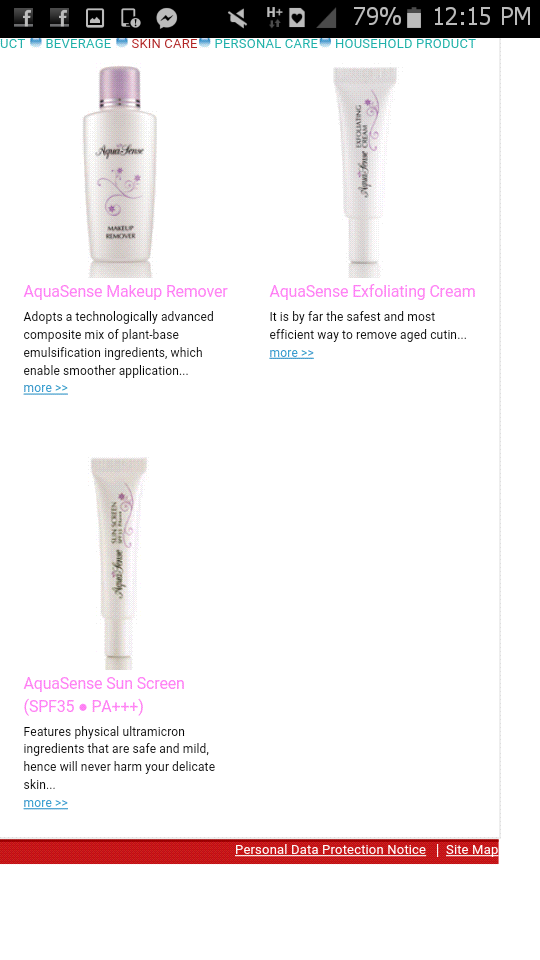 79% 12:15 PM
H+
UCT BEVERAGE SKIN CARE PERSONAL CARE HOUSEHOLD PRODUCT
AquaSense
MAKEUP
REMOVER
EXFOLIATING
CREAM
AquaSense
AquaSense Makeup Remover
Adopts a technologically advanced
composite mix of plant-base
emulsification ingredients, which
enable smoother application...
more >>
AquaSense Exfoliating Cream
It is by far the safest and most
efficient way to remove aged cutin...
more >>
SUN SCREEN
AquaSense
AquaSense Sun Screen
(SPF35 ● PA+++)
Features physical ultramicron
ingredients that are safe and mild,
hence will never harm your delicate
skin...
more >>
Personal Data Protection Notice | Site Map